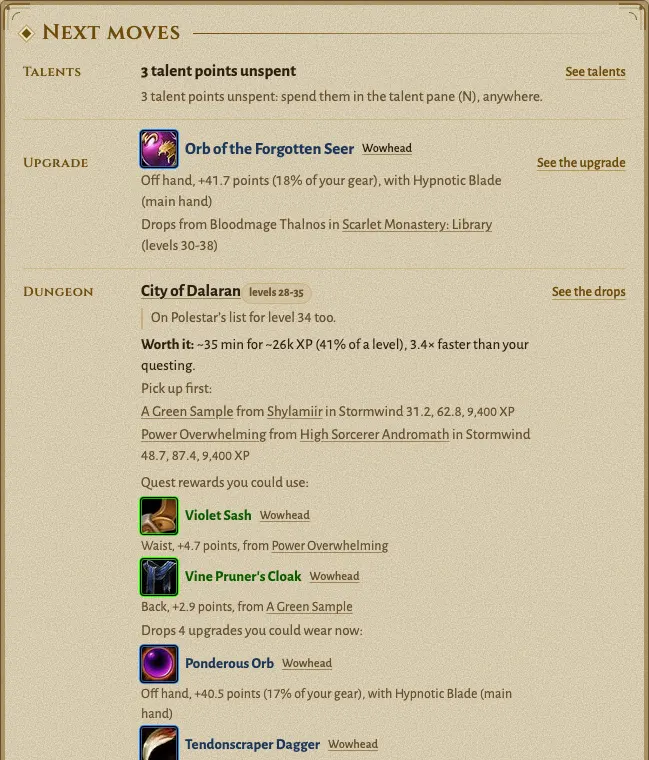 Next moves
Talents
3 talent points unspent
See talents
3 talent points unspent: spend them in the talent pane (N), anywhere.
Upgrade
Orb of the Forgotten Seer Wowhead
See the upgrade
Off hand, +41.7 points (18% of your gear), with Hypnotic Blade
(main hand)
Drops from Bloodmage Thalnos in Scarlet Monastery: Library
(levels 30-38)
Dungeon
City of Dalaran levels 28-35
See the drops
On Polestar's list for level 34 too.
Worth it: ~35 min for ~26k XP (41% of a level), 3.4× faster than your
questing.
Pick up first:
A Green Sample from Shylamiir in Stormwind 31.2, 62.8, 9,400 XP
Power Overwhelming from High Sorcerer Andromath in Stormwind
48.7, 87.4, 9,400 XP
Quest rewards you could use:
Violet Sash Wowhead
Waist, +4.7 points, from Power Overwhelming
Vine Pruner's Cloak Wowhead
Back, +2.9 points, from A Green Sample
Drops 4 upgrades you could wear now:
Ponderous Orb Wowhead
Off hand, +40.5 points (17% of your gear), with Hypnotic Blade (main
hand)
Tendonscraper Dagger Wowhead